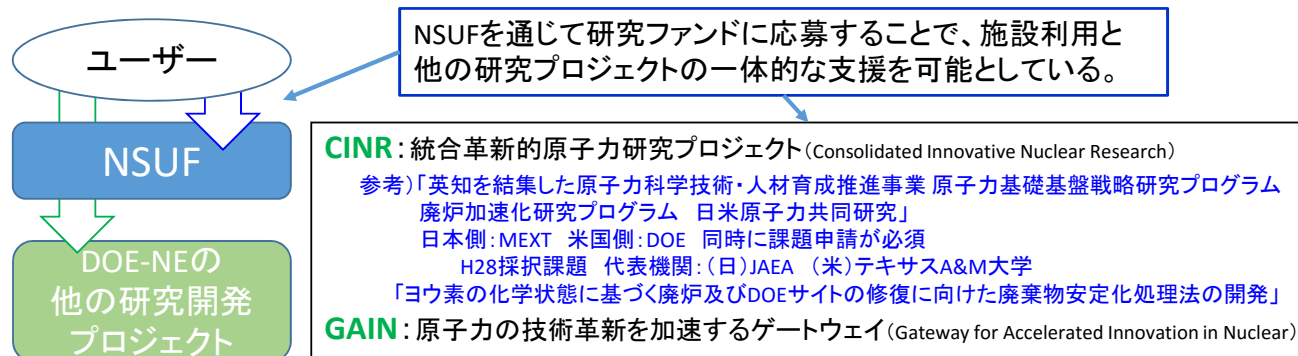 ユーザー
NSUF
DOE-NEの
他の研究開発
プロジェクト
NSUFを通じて研究ファンドに応募することで、施設利用と
他の研究プロジェクトの一体的な支援を可能としている。
CINR：統合革新的原子力研究プロジェクト（Consolidated Innovative Nuclear Research）
参考）「英知を結集した原子力科学技術・人材育成推進事業 原子力基礎基盤戦略研究プログラム
廃炉加速化研究プログラム　日米原子力共同研究」
日本側：MEXT　米国側：DOE　同時に課題申請が必須
H28採択課題　代表機関：（日）JAEA　（米）テキサスA&M大学
「ヨウ素の化学状態に基づく廃炉及びDOEサイトの修復に向けた廃棄物安定化処理法の開発」
GAIN：原子力の技術革新を加速するゲートウェイ（Gateway for Accelerated Innovation in Nuclear）